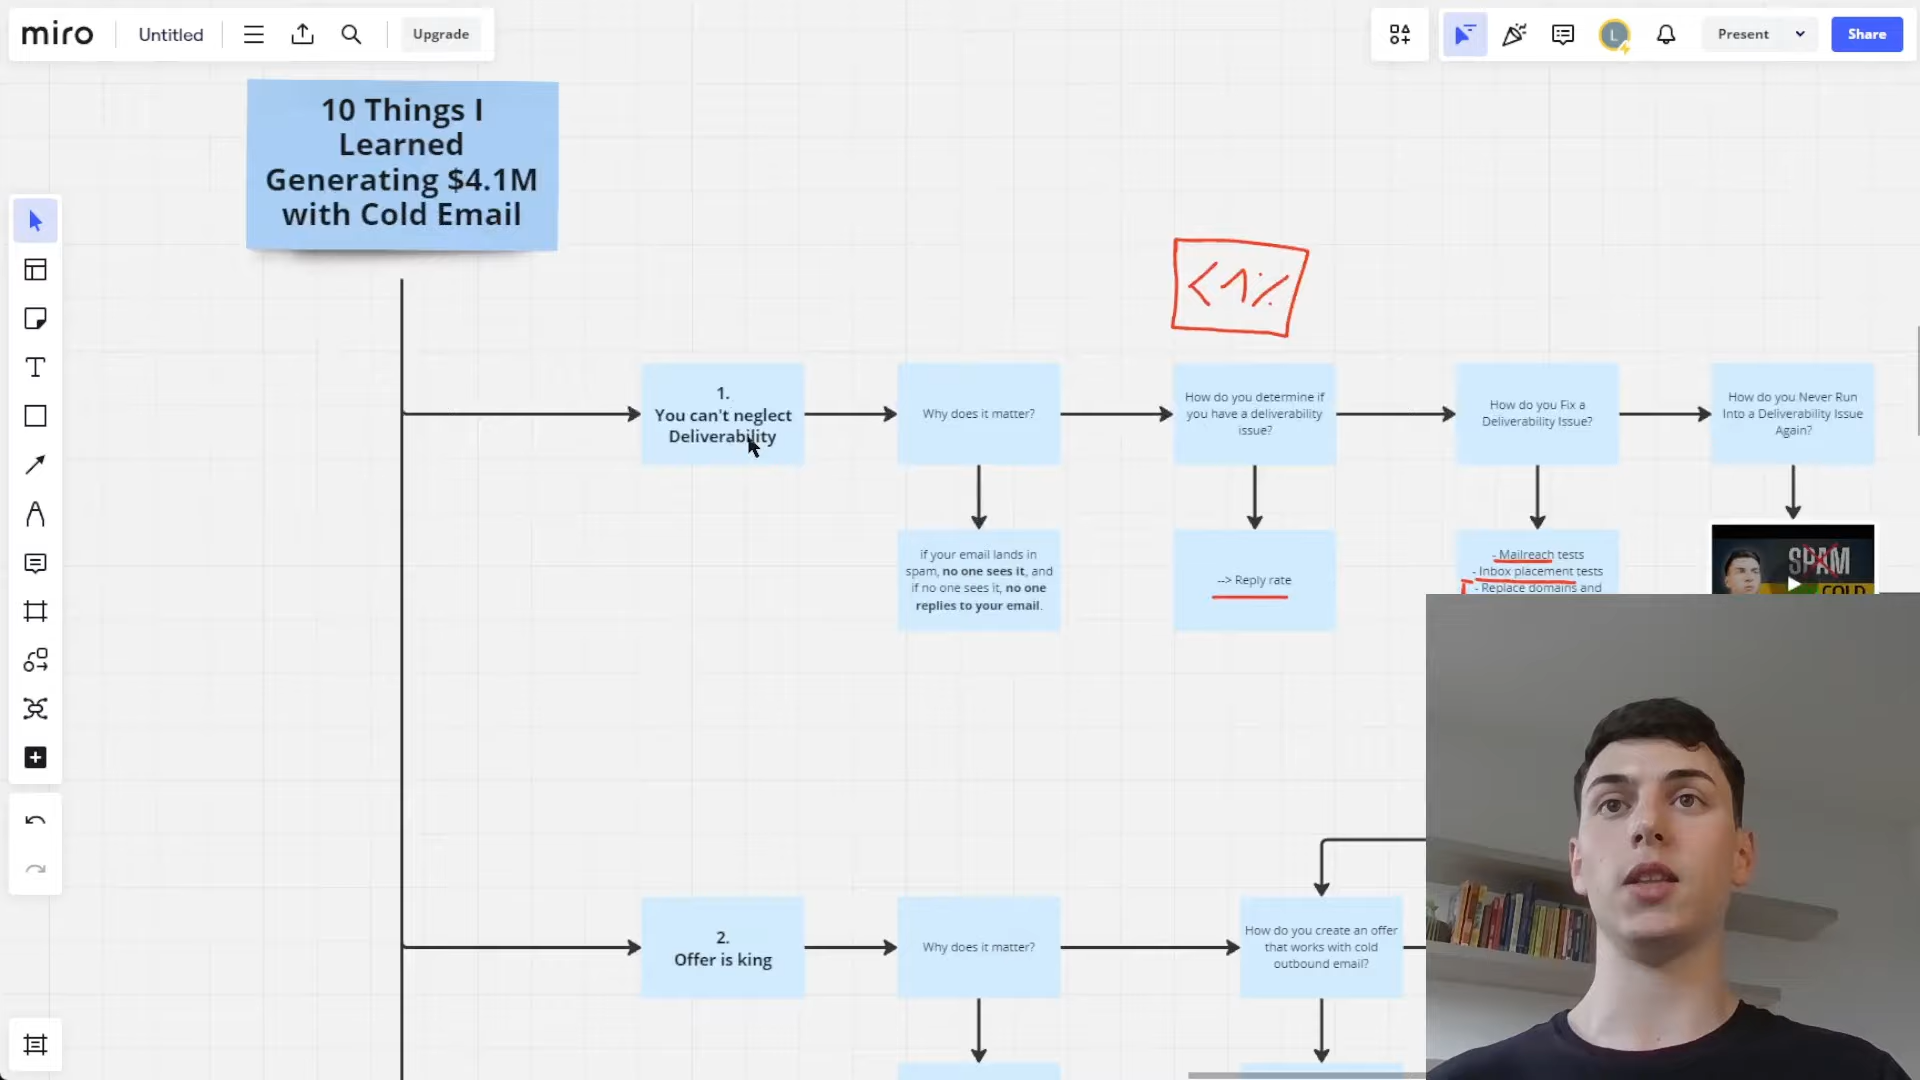 miro
Untitled
Upgrade
L
Present
Share
10 Things I
Learned
Generating $4.1M
with Cold Email
<1%
1.
You can't neglect
Deliverability
Why does it matter?
How do you determine if
you have a deliverability
issue?
How do you Fix a
Deliverability Issue?
How do you Never Run
Into a Deliverability Issue
Again?
if your email lands in
spam, no one sees it, and
if no one sees it, no one
replies to your email.
--> Reply rate
- Mailreach tests
- Inbox placement tests
- Replace domains and
SPAM
COLD
2.
Offer is king
Why does it matter?
How do you create an offer
that works with cold
outbound email?